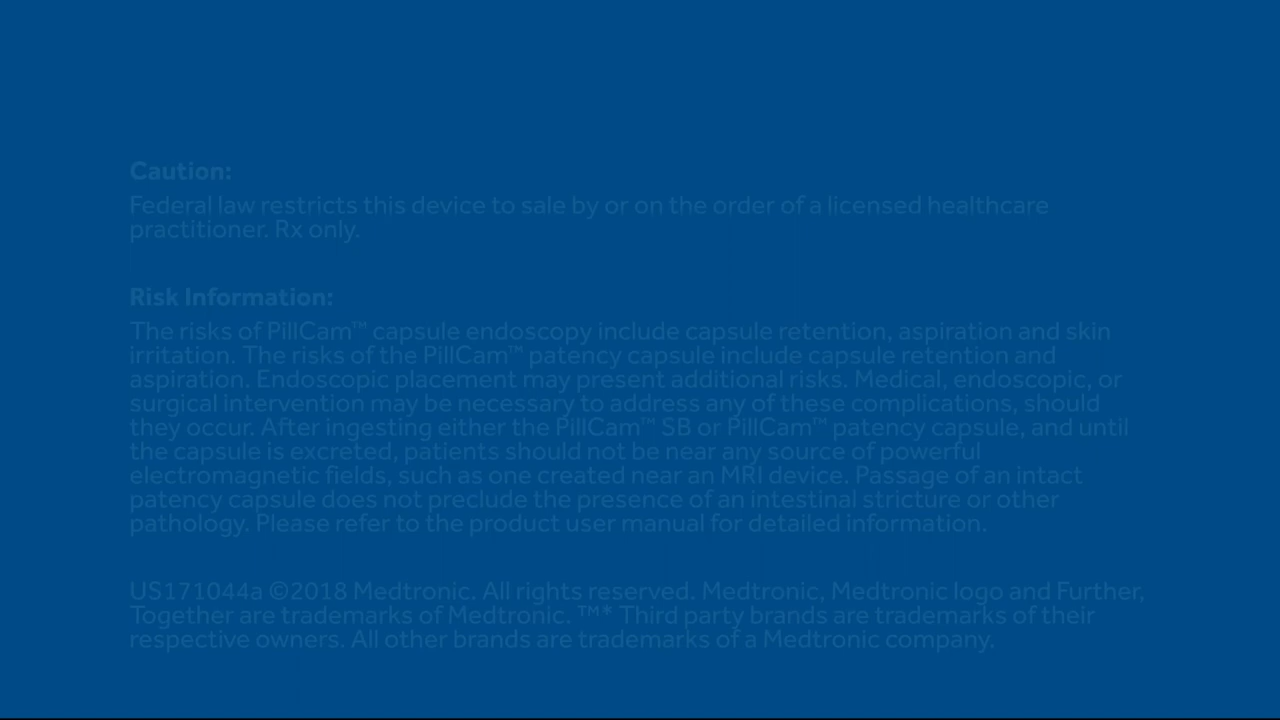 Caution:
Federal law restricts this device to sale by or on the order of a licensed healthcare
practitioner. Rx only.
Risk Information:
The risks of PillCam™ capsule endoscopy include capsule retention, aspiration and skin
irritation. The risks of the PillCam™ patency capsule include capsule retention and
aspiration. Endoscopic placement may present additional risks. Medical, endoscopic, or
surgical intervention may be necessary to address any of these complications, should
they occur. After ingesting either the PillCam™ SB or PillCam™ patency capsule, and until
the capsule is excreted, patients should not be near any source of powerful
electromagnetic fields, such as one created near an MRI device. Passage of an intact
patency capsule does not preclude the presence of an intestinal stricture or other
pathology. Please refer to the product user manual for detailed information.
US171044a ©2018 Medtronic. All rights reserved. Medtronic, Medtronic logo and Further,
Together are trademarks of Medtronic. ™* Third party brands are trademarks of their
respective owners. All other brands are trademarks of a Medtronic company.